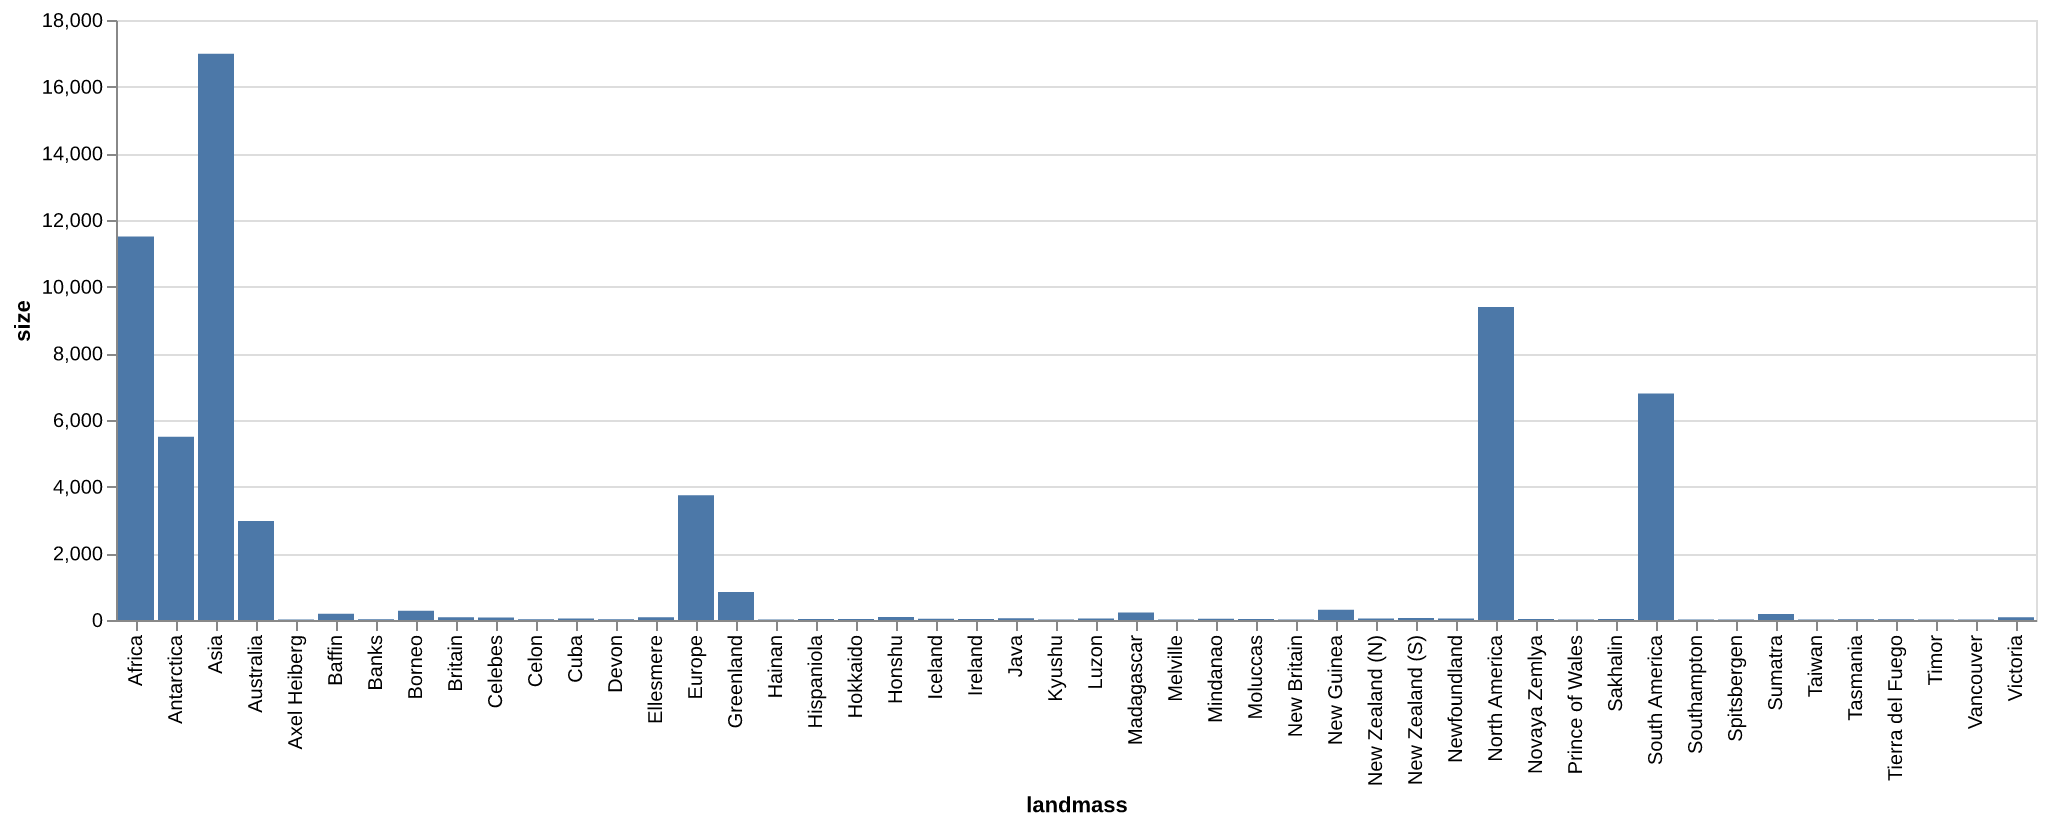 18,000
16,000
14,000
12,000
10,000
8,000
6,000
4,000
2,000
0
size
Africa
Antarctica
Asia
Australia
Axel Heiberg
Baffin
Banks
Borneo
Britain
Celebes
Celon
Cuba
Devon
Ellesmere
Europe
Greenland
Hainan
Hispaniola
Hokkaido
Honshu
Iceland
Ireland
Java
Kyushu
Luzon
Madagascar
Melville
Mindanao
Moluccas
New Britain
New Guinea
New Zealand (N)
New Zealand (S)
Newfoundland
North America
Novaya Zemlya
Prince of Wales
Sakhalin
South America
Southampton
Spitsbergen
Sumatra
Taiwan
Tasmania
Tierra del Fuego
Timor
Vancouver
Victoria
landmass